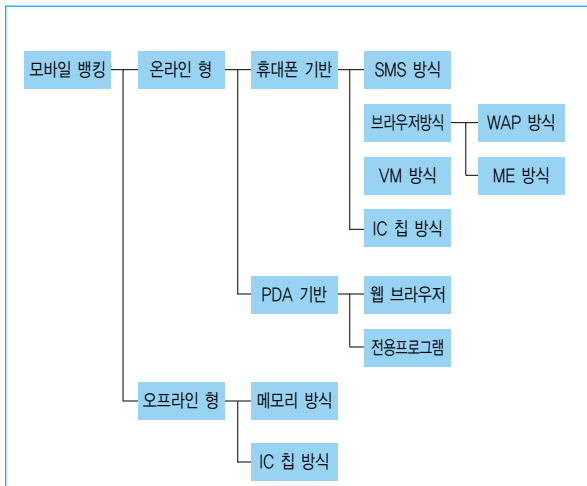 모바일 뱅킹
온라인 형
휴대폰 기반
SMS 방식
브라우저방식
WAP 방식
ME 방식
VM 방식
IC 칩 방식
PDA 기반
웹 브라우저
전용프로그램
오프라인 형
메모리 방식
IC 칩 방식